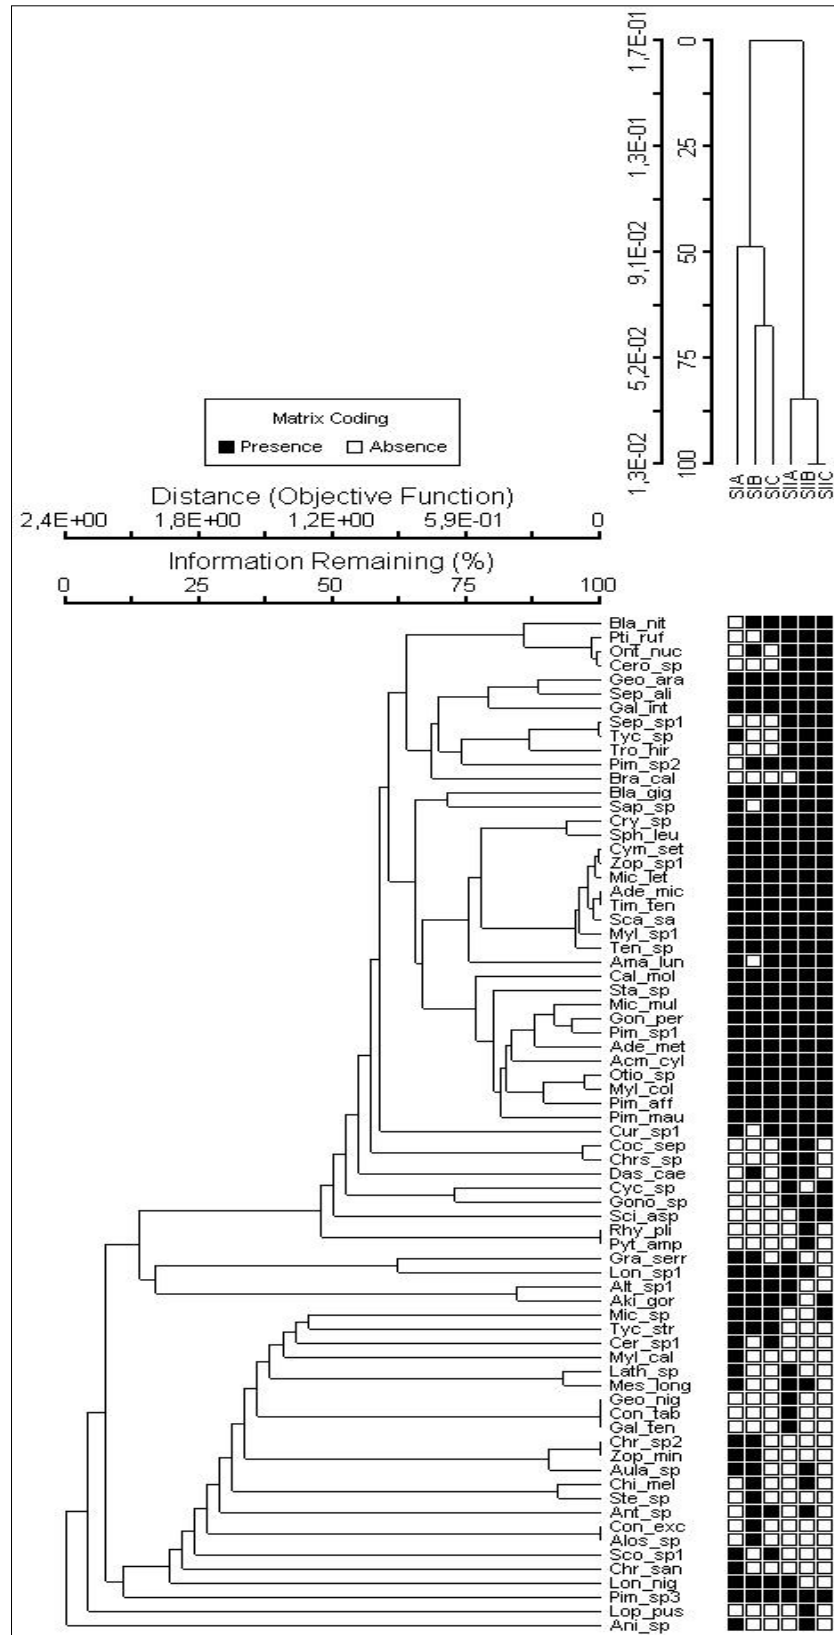 1,7E-01
1,3E-01
9,1E-02
5,2E-02
1,3E-02
0
25
50
75
100
SIA
SIB
SIC
SIIA
SIIB
SIIC
Matrix Coding
Presence Absence
Distance (Objective Function)
2,4E+00 1,8E+00 1,2E+00 5,9E-01 0
Information Remaining (%)
0 25 50 75 100
Bla_nit
Pti_ruf
Ont_nuc
Cero_sp
Geo_ara
Sep_ali
Gal_int
Sep_sp1
Tyc_sp
Tro_hir
Pim_sp2
Bra_cal
Bla_gig
Sap_sp
Cry_sp
Sph_leu
Cym_set
Zop_sp1
Mic_let
Ade_mic
Tim_ten
Sca_sa
Myl_sp1
Ten_sp
Ama_lun
Cal_mol
Sta_sp
Mic_mul
Gon_per
Pim_sp1
Ade_met
Acm_cyl
Otio_sp
Myl_col
Pim_aff
Pim_mau
Cur_sp1
Coc_sep
Chrs_sp
Das_cae
Cyc_sp
Gono_sp
Sci_asp
Rhy_pli
Pyt_amp
Gra_serr
Lon_sp1
Alt_sp1
Aki_gor
Mic_sp
Tyc_str
Cer_sp1
Myl_cal
Lath_sp
Mes_long
Geo_nig
Con_tab
Gal_ten
Chr_sp2
Zop_min
Aula_sp
Chi_mel
Ste_sp
Ant_sp
Con_exc
Alos_sp
Sco_sp1
Chr_san
Lon_nig
Pim_sp3
Lop_pus
Ani_sp